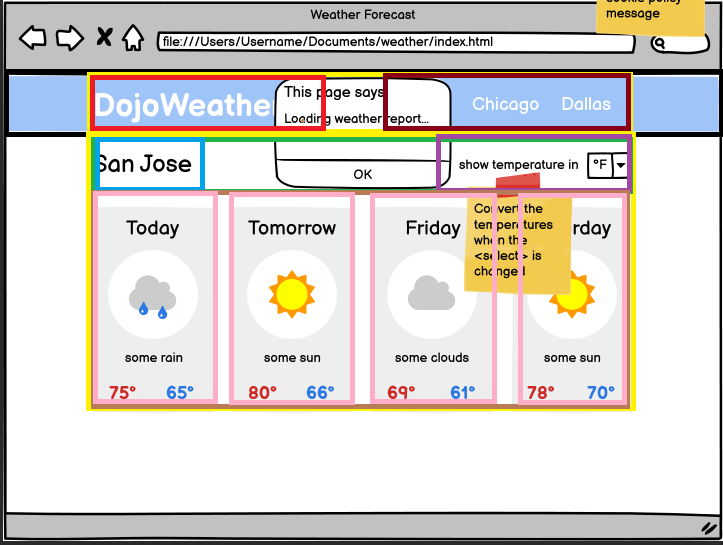 Weather Forecast
cookie policy
message
file:///Users/Username/Documents/weather/index.html
DojoWeather
This page says
Loading weather report...
OK
Chicago Dallas
San Jose
show temperature in °F
Convert the
temperatures
when the
<select> is
changed
Today Tomorrow Friday rday
some rain some sun some clouds some sun
75° 65° 80° 66° 69° 61° 78° 70°